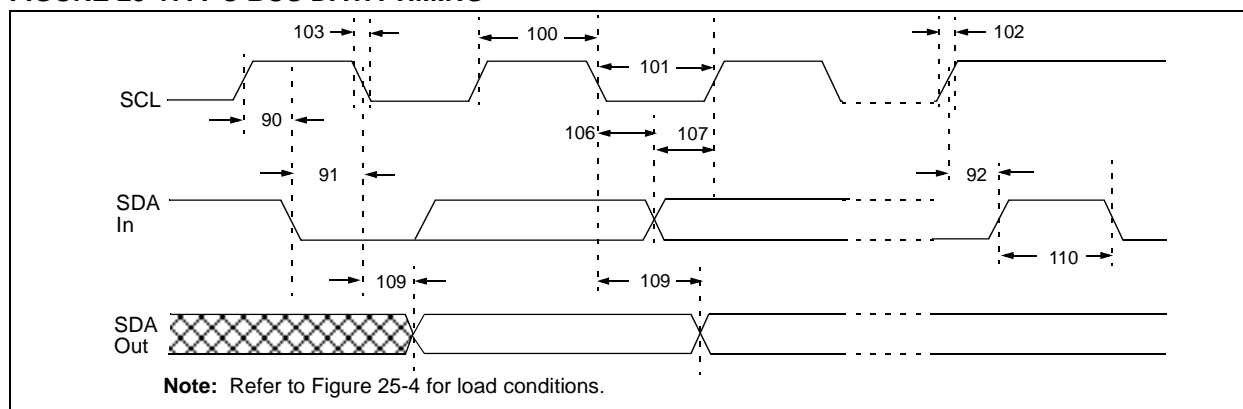 103
100
102
101
SCL
90
106
107
91
92
SDA
In
110
109
109
SDA
Out
Note: Refer to Figure 25-4 for load conditions.